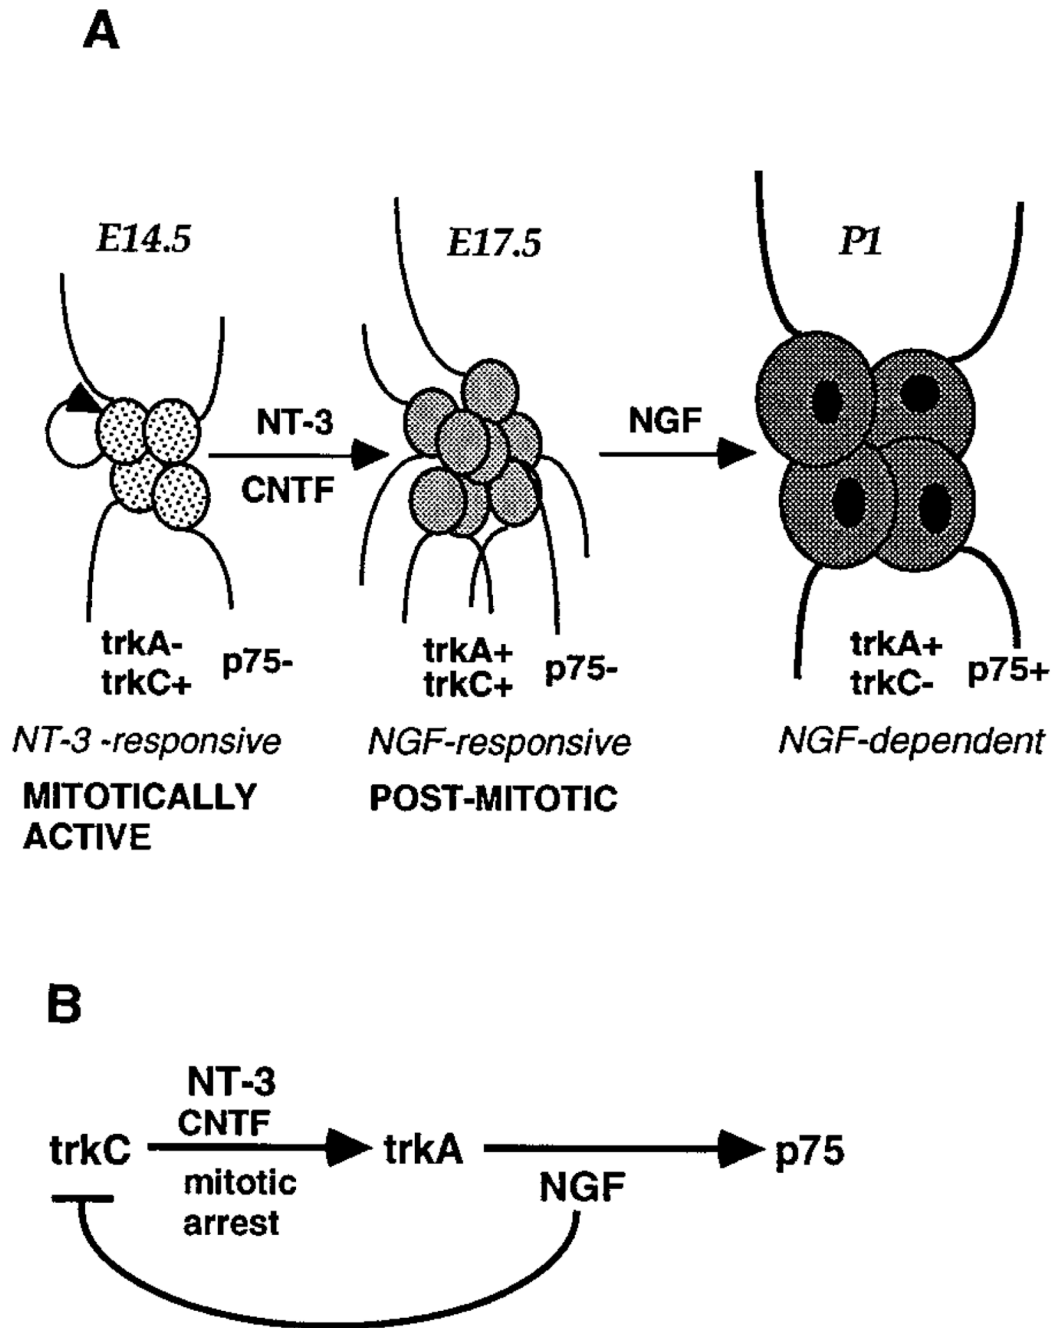 A
E14.5
E17.5
P1
NT-3
CNTF
NGF
trkA-
trkC+
p75-
trkA+
trkC+
p75-
trkA+
trkC-
p75+
NT-3 -responsive
NGF-responsive
NGF-dependent
MITOTICALLY
ACTIVE
POST-MITOTIC
B
NT-3
CNTF
trkC
trkA
p75
mitotic
arrest
NGF